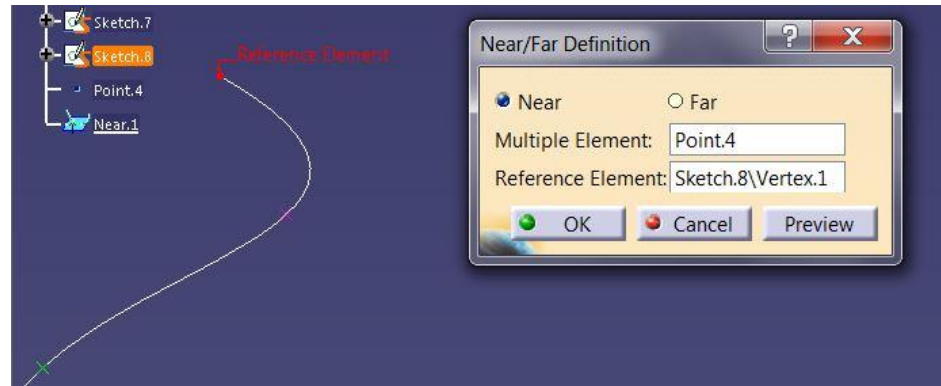 Sketch.7
Sketch.8
Reference Element
Point.4
Near.1
Near/Far Definition
?
X
Near
Far
Multiple Element:
Point.4
Reference Element:
Sketch.8\Vertex.1
OK
Cancel
Preview